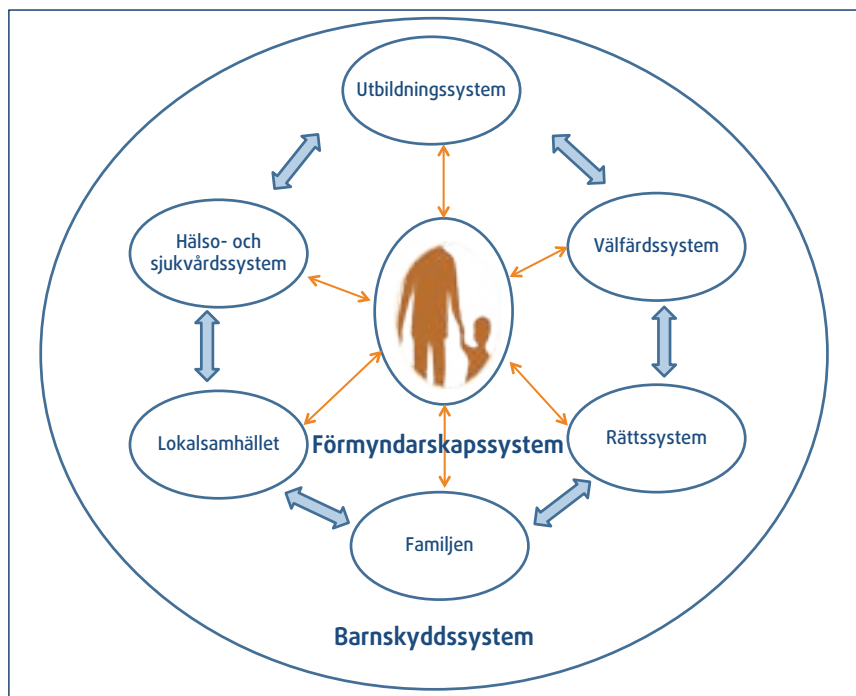 Utbildningssystem
Hälso- och
sjukvårdssystem
Välfärdssystem
Lokalsamhället
Förmyndarskapssystem
Rättssystem
Familjen
Barnskyddssystem